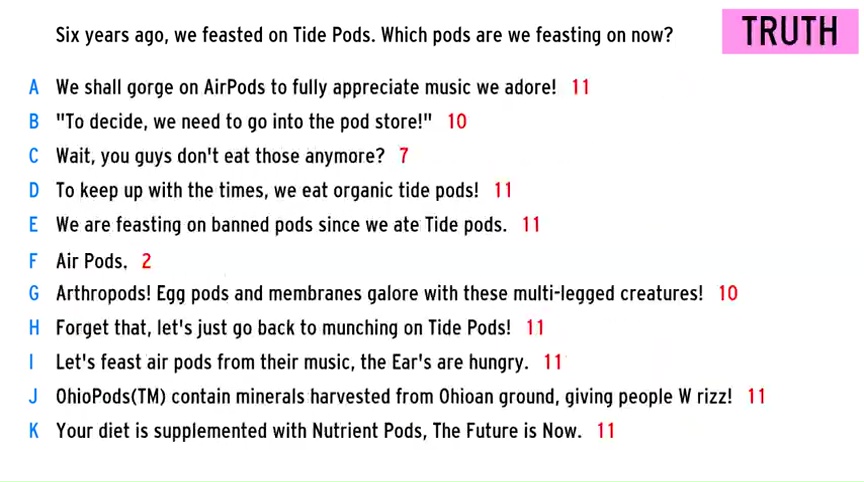 Six years ago, we feasted on Tide Pods. Which pods are we feasting on now?
TRUTH
A We shall gorge on AirPods to fully appreciate music we adore! 11
B "To decide, we need to go into the pod store!" 10
C Wait, you guys don't eat those anymore? 7
D To keep up with the times, we eat organic tide pods! 11
E We are feasting on banned pods since we ate Tide pods. 11
F Air Pods. 2
G Arthropods! Egg pods and membranes galore with these multi-legged creatures! 10
H Forget that, let's just go back to munching on Tide Pods! 11
I Let's feast air pods from their music, the Ear's are hungry. 11
J OhioPods(TM) contain minerals harvested from Ohioan ground, giving people W rizz! 11
K Your diet is supplemented with Nutrient Pods, The Future is Now. 11